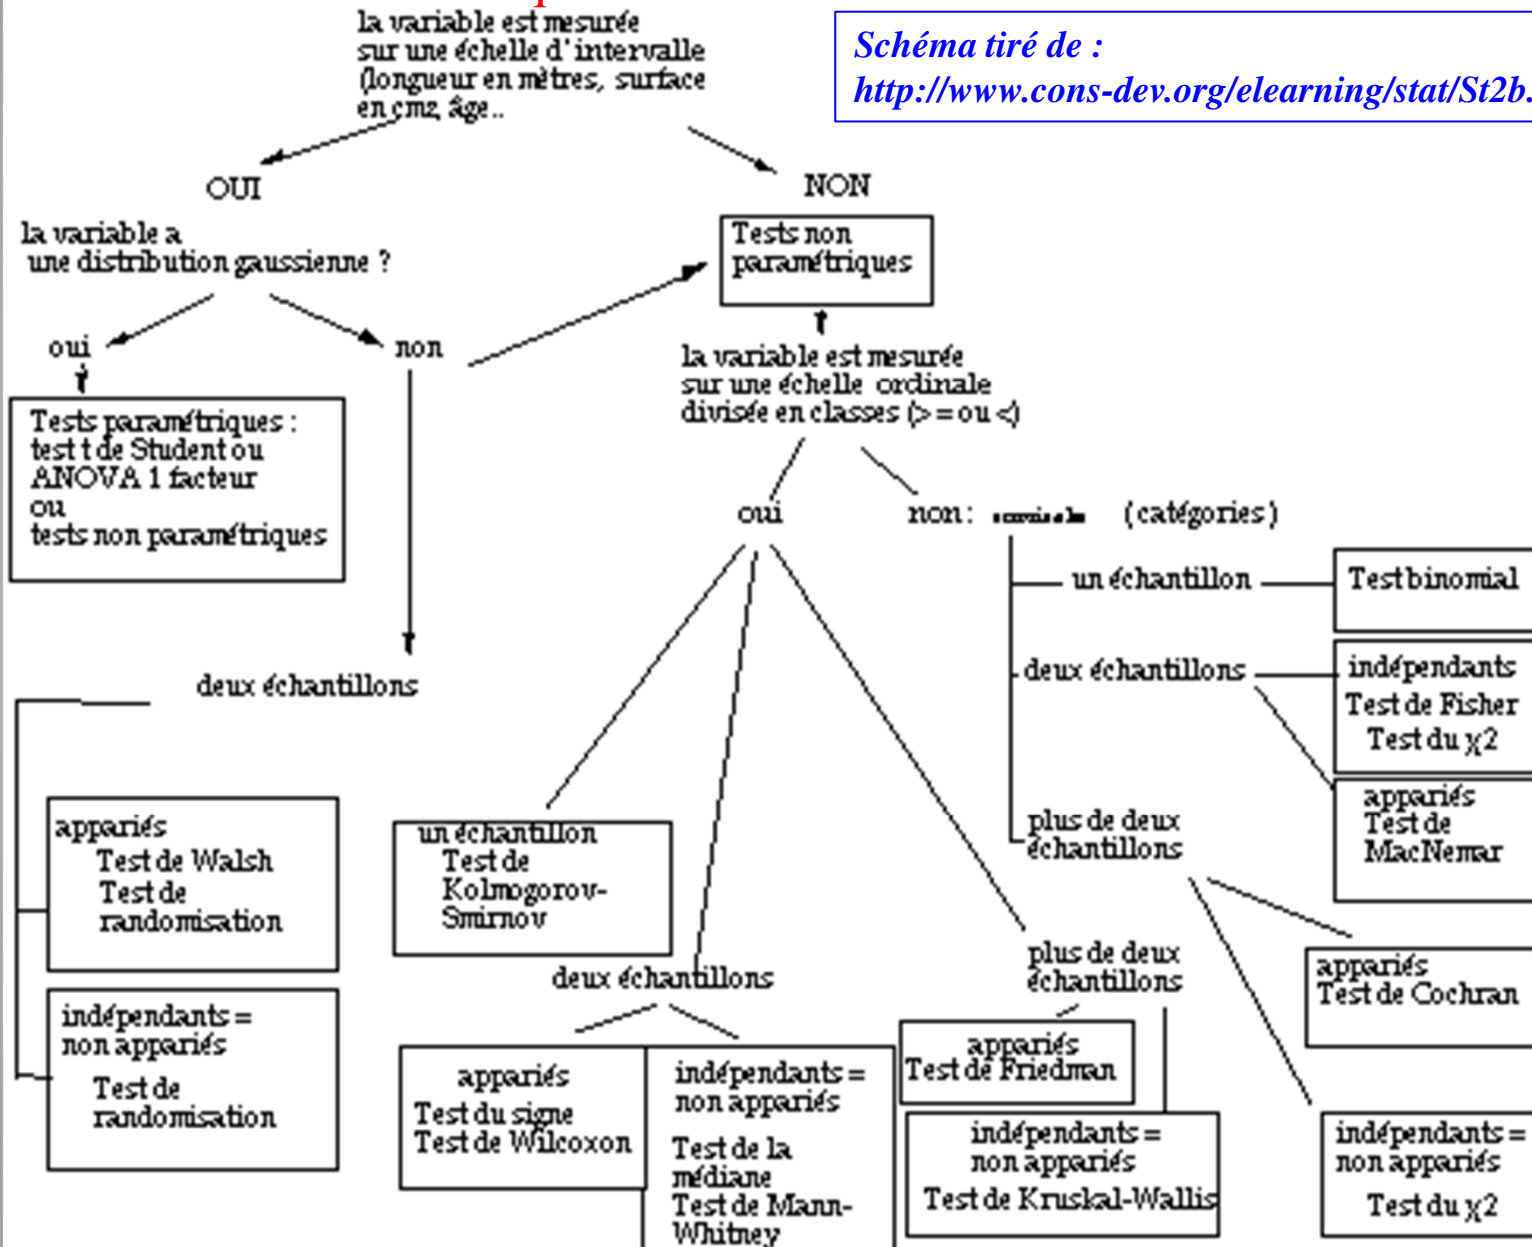 la variable est mesurée
sur une échelle d'intervalle
(longueur en mètres, surface
en cm2, âge..
Schéma tiré de :
http://www.cons-dev.org/elearning/stat/St2b.
OUI
NON
la variable a
une distribution gaussienne ?
Tests non
paramétriques
oui
non
la variable est mesurée
sur une échelle ordinale
divisée en classes (> = ou <)
Tests paramétriques :
test t de Student ou
ANOVA 1 facteur
ou
tests non paramétriques
oui
non: (catégories)
un échantillon
Test binomial
deux échantillons
indépendants
Test de Fisher
Test du χ2
appariés
Test de
MacNemar
plus de deux
échantillons
appariés
Test de Cochran
indépendants =
non appariés
Test du χ2
deux échantillons
appariés
Test de Walsh
Test de
randomisation
indépendants =
non appariés
Test de
randomisation
un échantillon
Test de
Kolmogorov-
Smirnov
deux échantillons
appariés
Test du signe
Test de Wilcoxon
indépendants =
non appariés
Test de la
médiane
Test de Mann-
Whitney
plus de deux
échantillons
appariés
Test de Friedman
indépendants =
non appariés
Test de Kruskal-Wallis